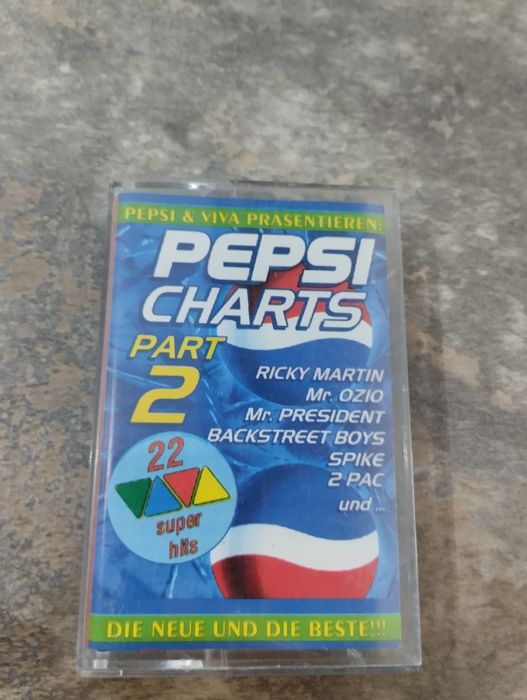 PEPSI & VIVA PRASENTIEREN:
PEPSI
CHARTS
PART
2
RICKY MARTIN
Mr. OZIO
Mr. PRESIDENT
BACKSTREET BOYS
SPIKE
2 PAC
und ...
22
super
hits
DIE NEUE UND DIE BESTE!!!